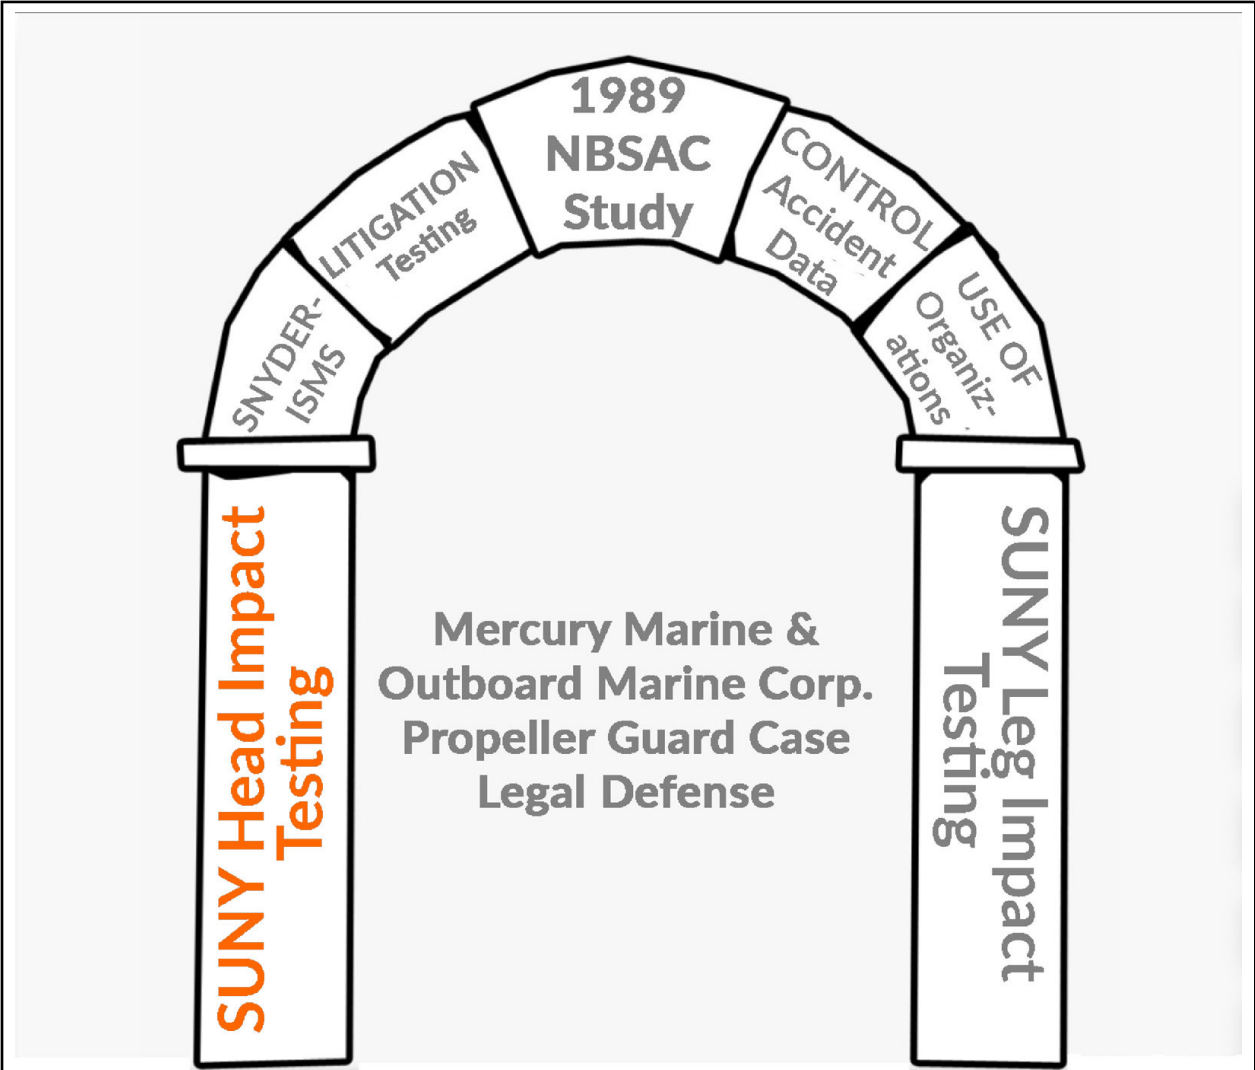 1989
NBSAC
Study
LITIGATION
Testing
CONTROL
Accident
Data
SNYDER-
ISMS
USE OF
Organiz-
ations
SUNY Head Impact
Testing
Mercury Marine &
Outboard Marine Corp.
Propeller Guard Case
Legal Defense
SUNY Leg Impact
Testing